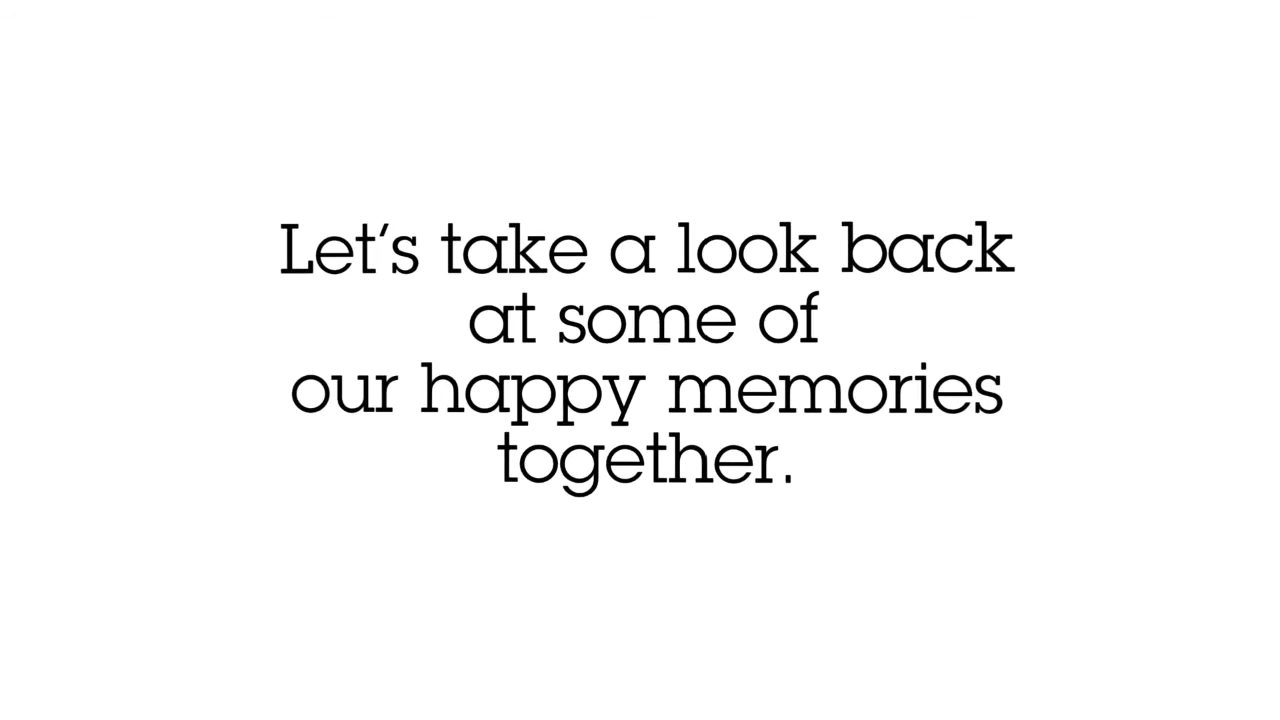 Let's take a look back
at some of
our happy memories
together.